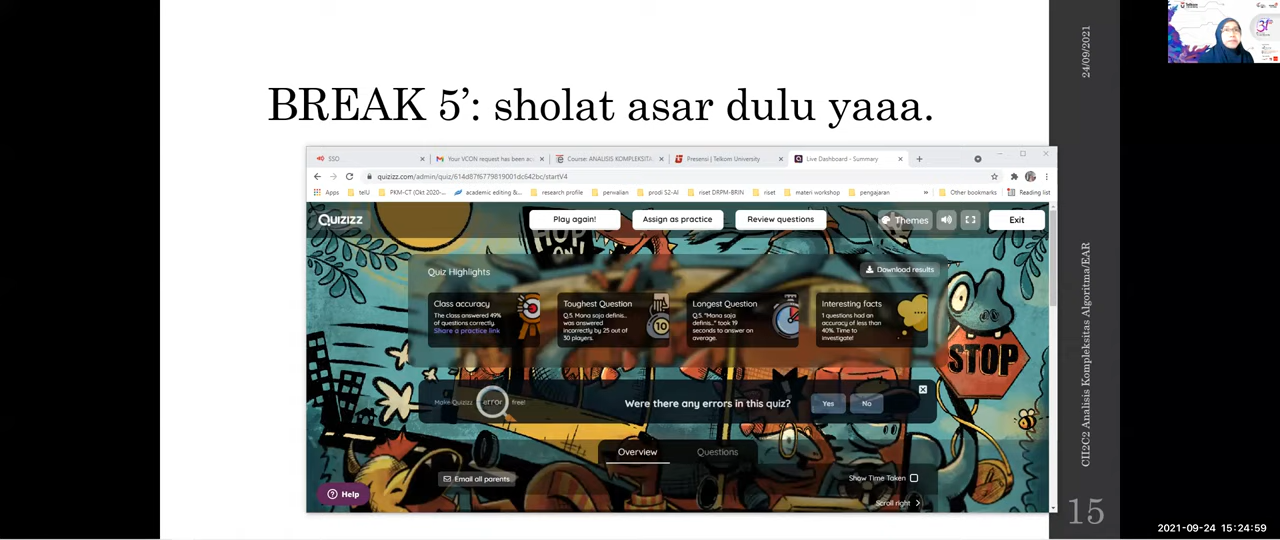 BREAK 5’: sholat asar dulu yaaa.
24/09/2021
CII2C2 Analisis Kompleksitas Algoritma/EAR
15
SSO
Your VCON request has been ac
Course: ANALISIS KOMPLEKSITA
Presensi | Telkom University
Live Dashboard - Summary
quizizz.com/admin/quiz/614d87f6779819001dc642bc/startV4
Apps
telU
PKM-CT (Okt 2020-...
academic editing &...
research profile
perwalian
prodi S2-AI
riset DRPM-BRIN
riset
materi workshop
pengajaran
Other bookmarks
Reading list
Quizizz
Play again!
Assign as practice
Review questions
Themes
Exit
HOP
ON!
Quiz Highlights
Download results
Class accuracy
The class answered 49%
of questions correctly.
Share a practice link
Toughest Question
Q.5. Mana saja
definis... was answered
incorrectly by 25 out of
30 players.
10
Longest Question
Q.5. "Mana saja
definis..." took 19
seconds to answer on
average.
Interesting facts
1 questions had an
accuracy of less than
40%. Time to
investigate!
STOP
Make Quizizz error free!
Were there any errors in this quiz?
Yes
No
Overview
Questions
Email all parents
Show Time Taken
Scroll right
Help
2021-09-24 15:24:59